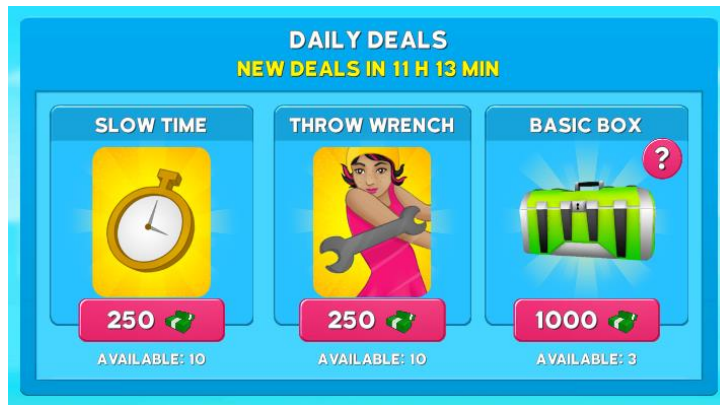 DAILY DEALS
NEW DEALS IN 11 H 13 MIN
SLOW TIME
THROW WRENCH
BASIC BOX
?
250
250
1000
AVAILABLE: 10
AVAILABLE: 10
AVAILABLE: 3